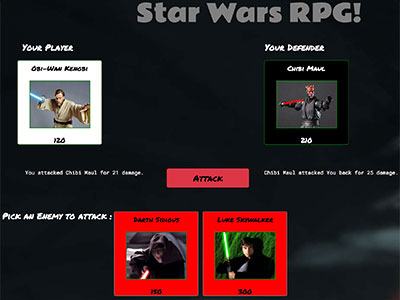 Star Wars RPG!
Your Player
Your Defender
Obi-Wan Kenobi
Chibi Maul
120
210
You attacked Chibi Maul for 21 damage.
Chibi Maul attacked You back for 25 damage.
Attack
Pick an Enemy to attack :
Darth Sidious
Luke Skywalker
150
300